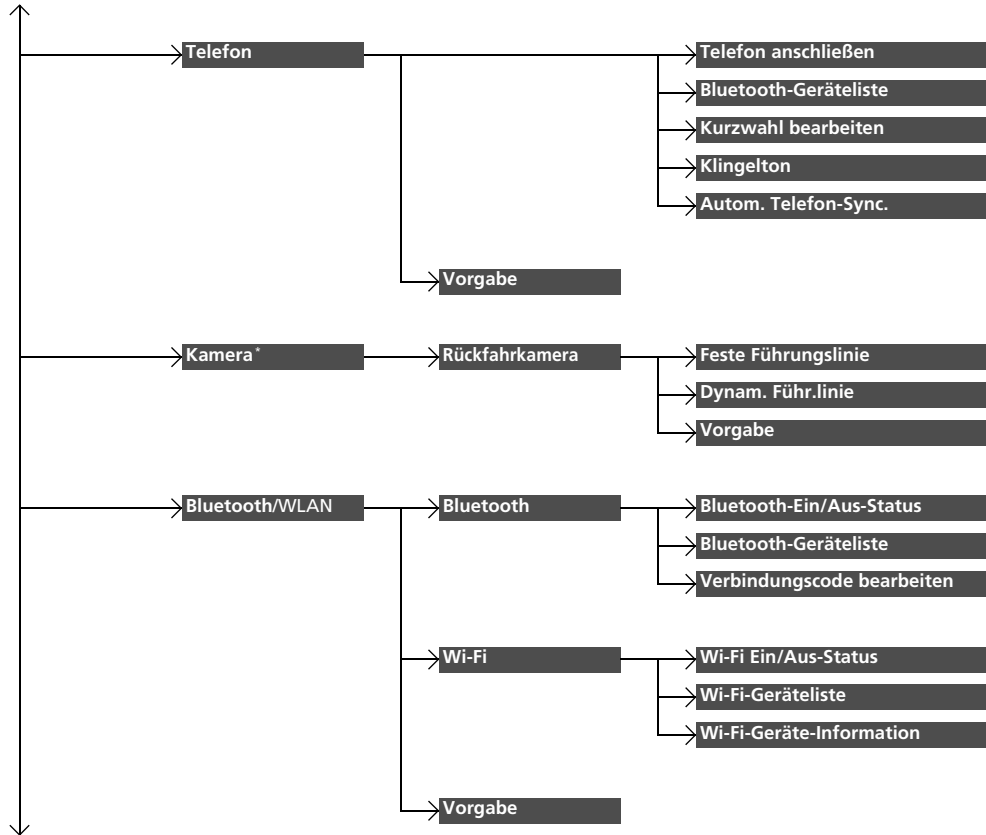 Telefon
Telefon anschließen
Bluetooth-Geräteliste
Kurzwahl bearbeiten
Klingelton
Autom. Telefon-Sync.
Vorgabe
Kamera*
Rückfahrkamera
Feste Führungslinie
Dynam. Führ.linie
Vorgabe
Bluetooth/WLAN
Bluetooth
Bluetooth-Ein/Aus-Status
Bluetooth-Geräteliste
Verbindungscode bearbeiten
Wi-Fi
Wi-Fi Ein/Aus-Status
Wi-Fi-Geräteliste
Wi-Fi-Geräte-Information
Vorgabe